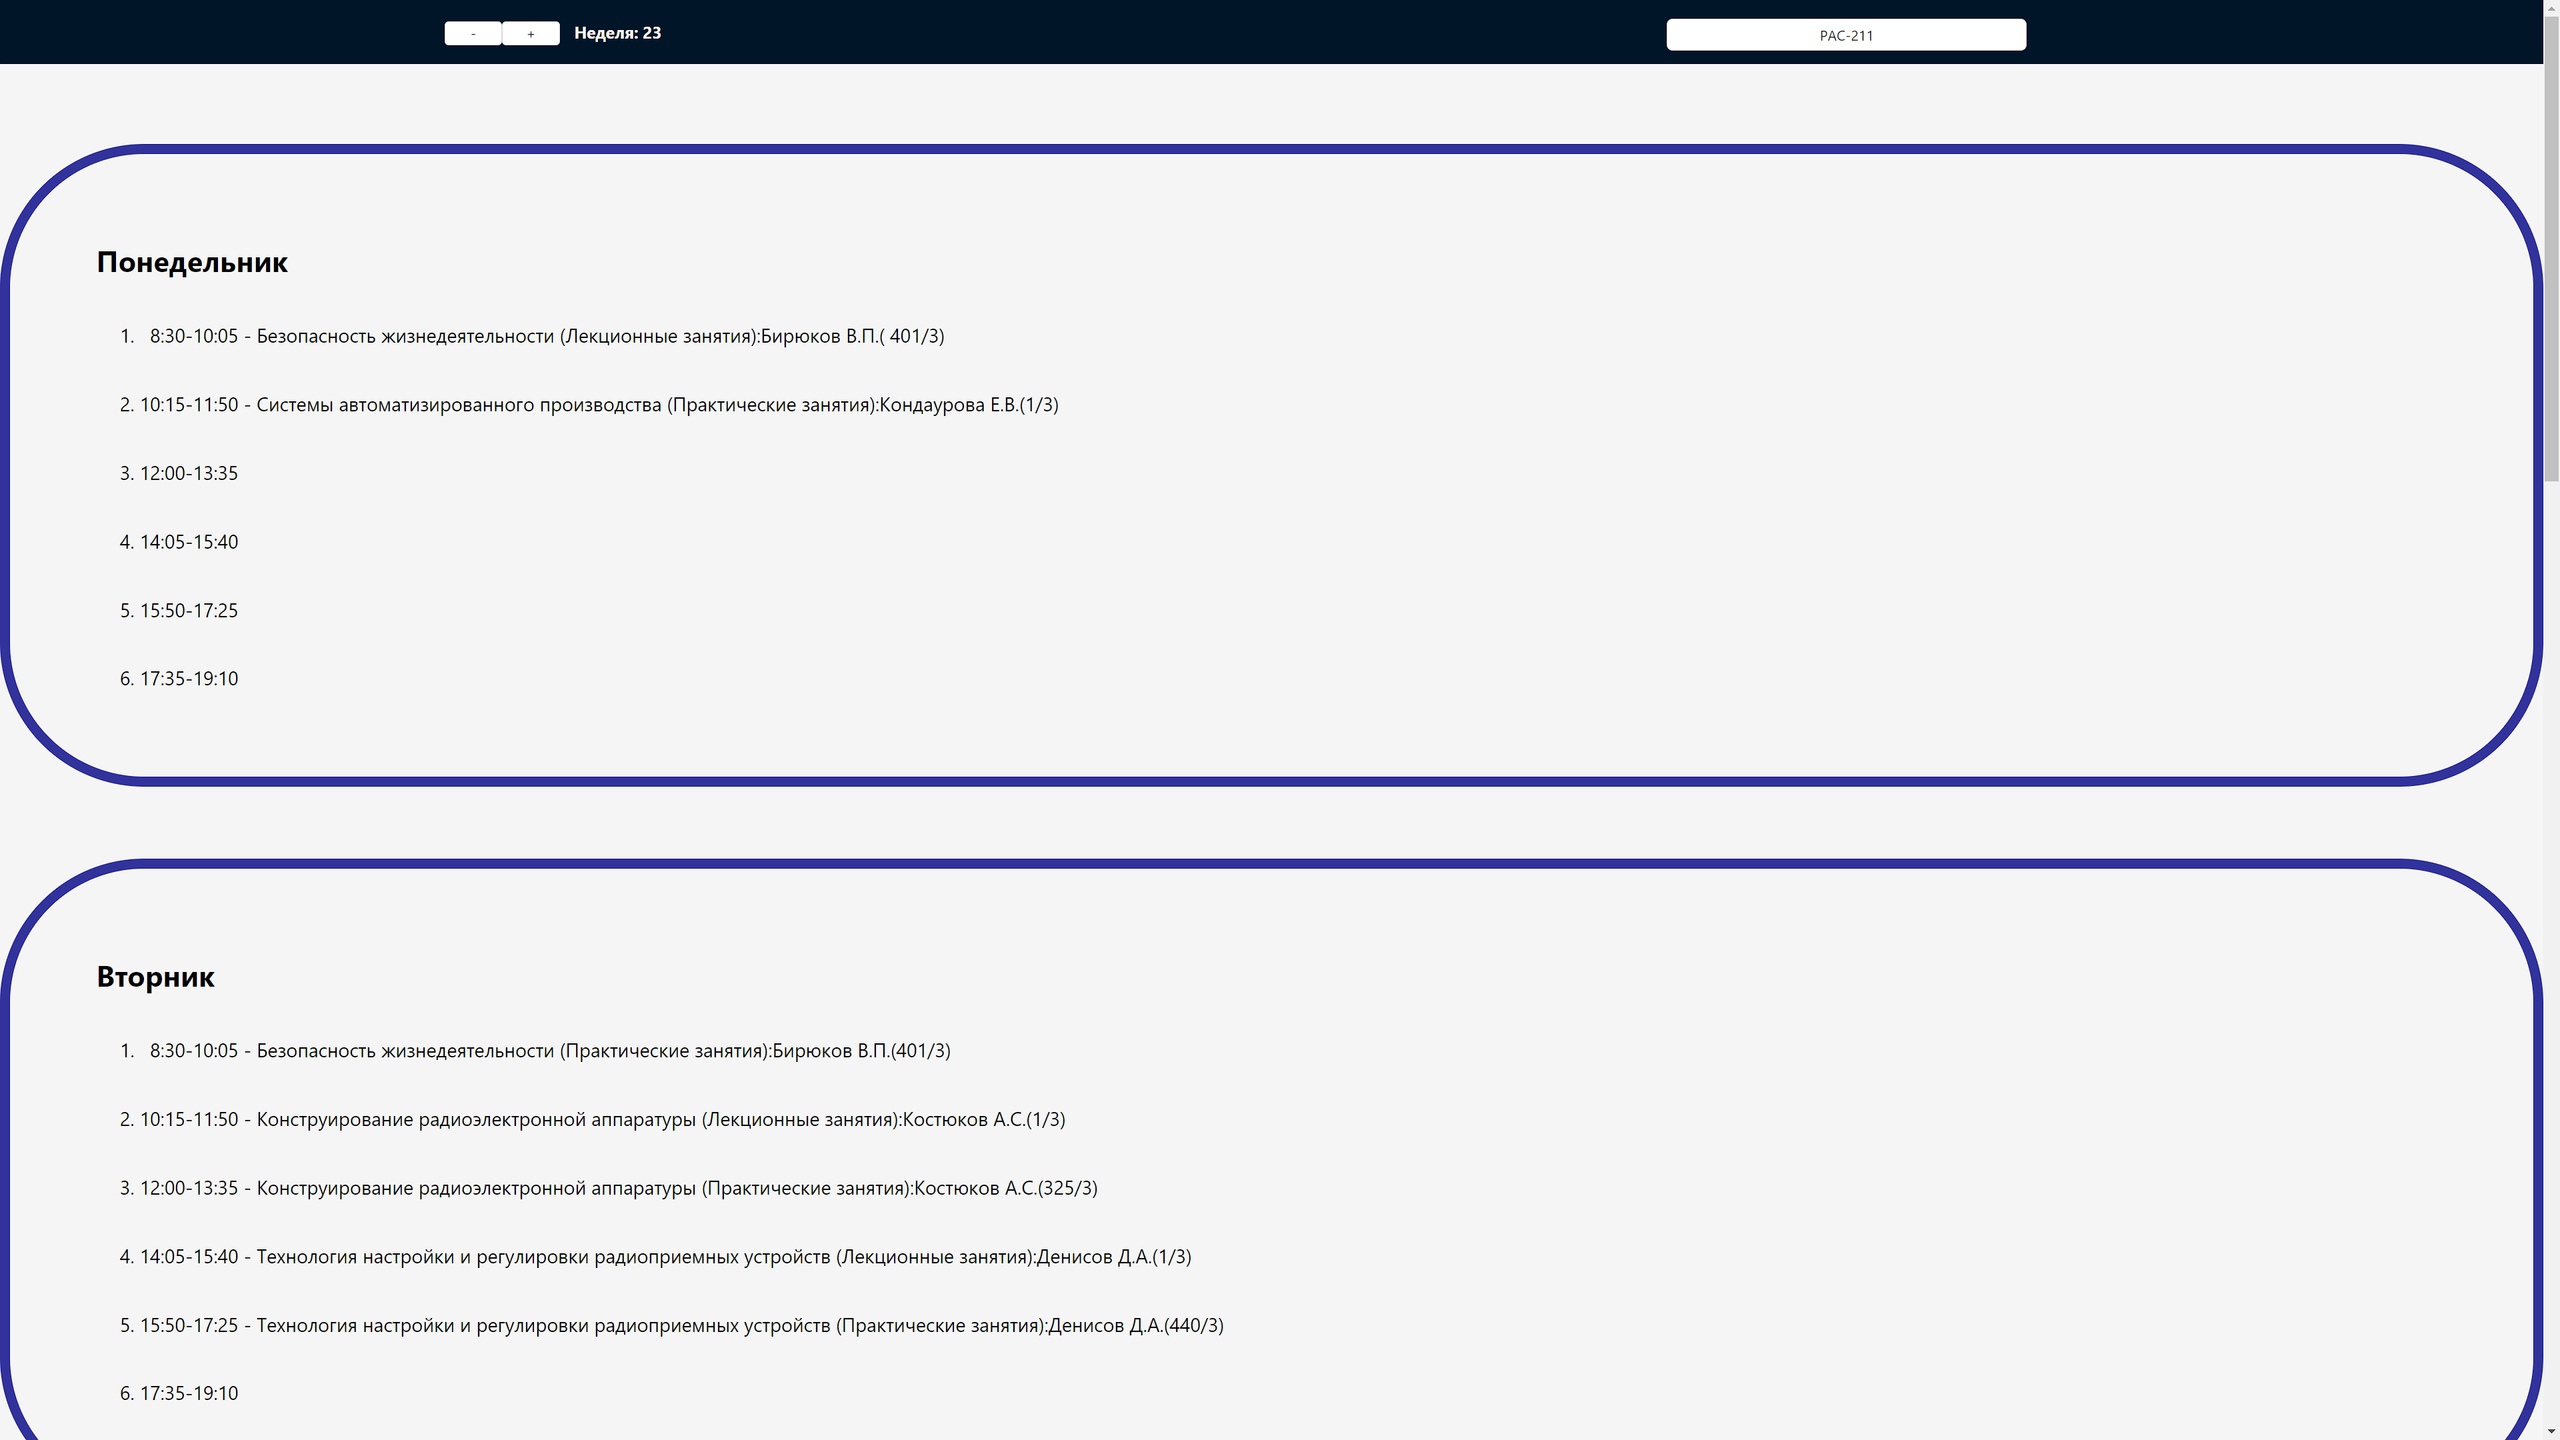 - + Неделя: 23 РАС-211
Понедельник
1. 8:30-10:05 - Безопасность жизнедеятельности (Лекционные занятия):Бирюков В.П.( 401/3)
2. 10:15-11:50 - Системы автоматизированного производства (Практические занятия):Кондаурова Е.В.(1/3)
3. 12:00-13:35
4. 14:05-15:40
5. 15:50-17:25
6. 17:35-19:10
Вторник
1. 8:30-10:05 - Безопасность жизнедеятельности (Практические занятия):Бирюков В.П.(401/3)
2. 10:15-11:50 - Конструирование радиоэлектронной аппаратуры (Лекционные занятия):Костюков А.С.(1/3)
3. 12:00-13:35 - Конструирование радиоэлектронной аппаратуры (Практические занятия):Костюков А.С.(325/3)
4. 14:05-15:40 - Технология настройки и регулировки радиоприемных устройств (Лекционные занятия):Денисов Д.А.(1/3)
5. 15:50-17:25 - Технология настройки и регулировки радиоприемных устройств (Практические занятия):Денисов Д.А.(440/3)
6. 17:35-19:10